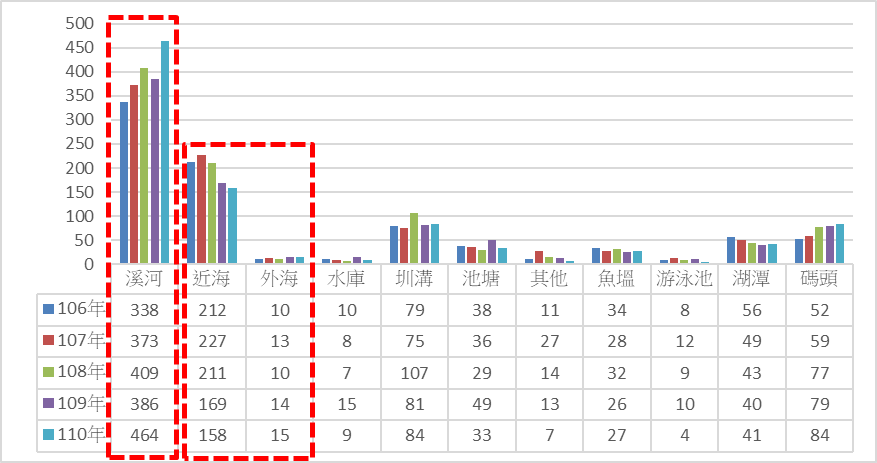 500
450
400
350
300
250
200
150
100
50
0
溪河 近海 外海 水庫 圳溝 池塘 其他 魚塭 游泳池 湖潭 碼頭
106年 338 212 10 10 79 38 11 34 8 56 52
107年 373 227 13 8 75 36 27 28 12 49 59
108年 409 211 10 7 107 29 14 32 9 43 77
109年 386 169 14 15 81 49 13 26 10 40 79
110年 464 158 15 9 84 33 7 27 4 41 84